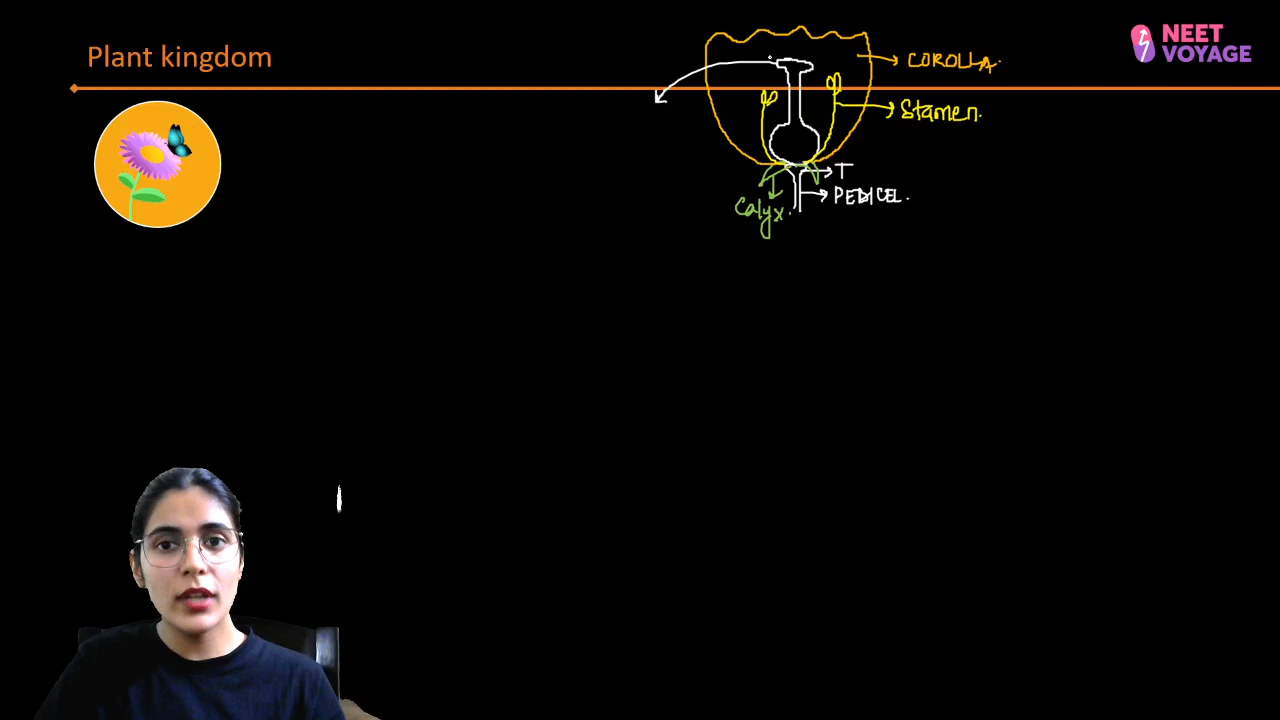 Plant kingdom
NEET
VOYAGE
COROLLA.
Stamen.
T
PEDICEL.
Calyx.